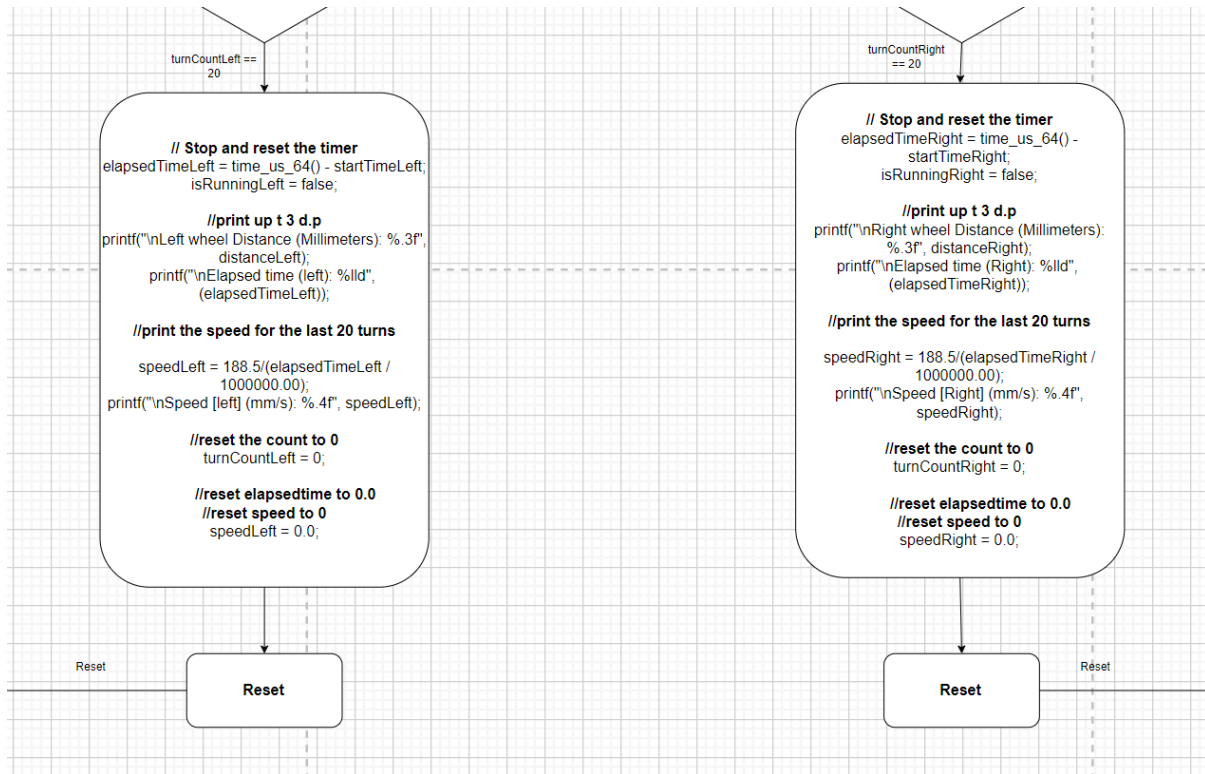 turnCountLeft ==
20
// Stop and reset the timer
elapsedTimeLeft = time_us_64() - startTimeLeft;
isRunningLeft = false;
//print up t 3 d.p
printf("\nLeft wheel Distance (Millimeters): %.3f",
distanceLeft);
printf("\nElapsed time (left): %lld",
(elapsedTimeLeft));
//print the speed for the last 20 turns
speedLeft = 188.5/(elapsedTimeLeft /
1000000.00);
printf("\nSpeed [left] (mm/s): %.4f", speedLeft);
//reset the count to 0
turnCountLeft = 0;
//reset elapsedtime to 0.0
//reset speed to 0
speedLeft = 0.0;
Reset
Reset
turnCountRight
== 20
// Stop and reset the timer
elapsedTimeRight = time_us_64() -
startTimeRight;
isRunningRight = false;
//print up t 3 d.p
printf("\nRight wheel Distance (Millimeters):
%.3f", distanceRight);
printf("\nElapsed time (Right): %lld",
(elapsedTimeRight));
//print the speed for the last 20 turns
speedRight = 188.5/(elapsedTimeRight /
1000000.00);
printf("\nSpeed [Right] (mm/s): %.4f",
speedRight);
//reset the count to 0
turnCountRight = 0;
//reset elapsedtime to 0.0
//reset speed to 0
speedRight = 0.0;
Reset
Reset